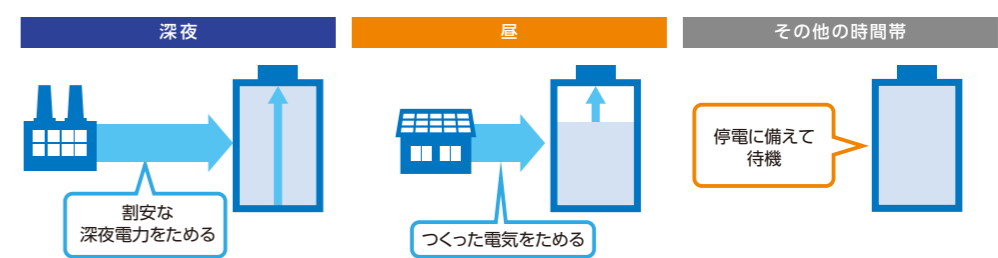 深夜
昼
その他の時間帯
割安な
深夜電力をためる
つくった電気をためる
停電に備えて
待機